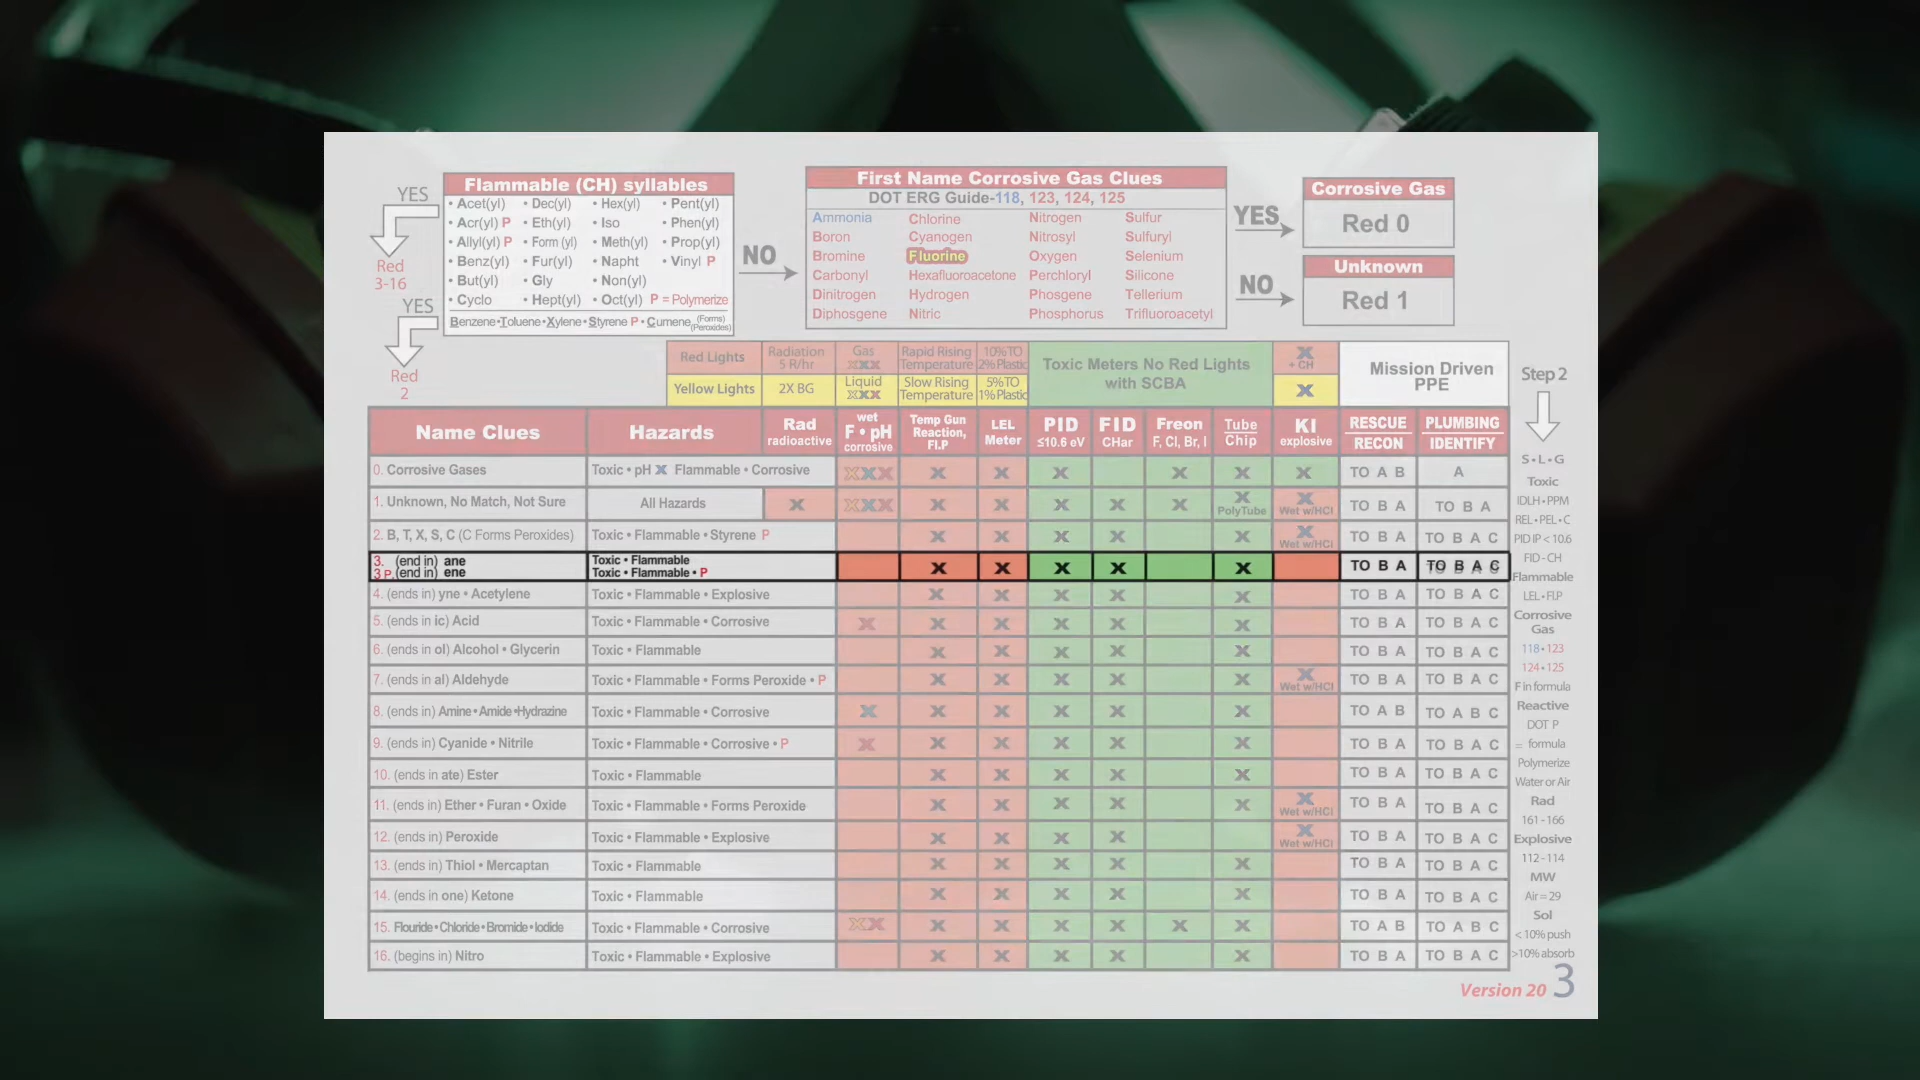 YES
Red
3-16
YES
Red
2
Flammable (CH) syllables
• Acet(yl) • Dec(yl) • Hex(yl) • Pent(yl)
• Acr(yl) P • Eth(yl) • Iso • Phen(yl)
• Allyl(yl) P • Form (yl) • Meth(yl) • Prop(yl)
• Benz(yl) • Fur(yl) • Napht • Vinyl P
• But(yl) • Gly • Non(yl)
• Cyclo • Hept(yl) • Oct(yl) P = Polymerize
Benzene•Toluene•Xylene•Styrene P•Cumene (Forms) (Peroxides)
NO
First Name Corrosive Gas Clues
DOT ERG Guide-118, 123, 124, 125
Ammonia Chlorine Nitrogen Sulfur
Boron Cyanogen Nitrosyl Sulfuryl
Bromine Fluorine Oxygen Selenium
Carbonyl Hexafluoroacetone Perchloryl Silicone
Dinitrogen Hydrogen Phosgene Tellerium
Diphosgene Nitric Phosphorus Trifluoroacetyl
YES
Corrosive Gas
Red 0
NO
Unknown
Red 1
Red Lights Radiation 5 R/hr Gas XXX Rapid Rising Temperature 10%TO 2% Plastic Toxic Meters No Red Lights with SCBA X + CH Mission Driven PPE
Yellow Lights 2X BG Liquid XXX Slow Rising Temperature 5%TO 1% Plastic X
Name Clues Hazards Rad radioactive wet F • pH corrosive Temp Gun Reaction, Fl.P LEL Meter PID ≤10.6 eV FID CHar Freon F, Cl, Br, I Tube Chip KI explosive RESCUE RECON PLUMBING IDENTIFY
0. Corrosive Gases Toxic • pH X Flammable • Corrosive XXX X X X X X X TO A B A
1. Unknown, No Match, Not Sure All Hazards X XXX X X X X X X PolyTube X Wet w/HCl TO B A TO B A
2. B, T, X, S, C (C Forms Peroxides) Toxic • Flammable • Styrene P X X X X X X Wet w/HCl TO B A TO B A C
3. (end in) ane Toxic • Flammable
3 P. (end in) ene Toxic • Flammable • P X X X X X TO B A TO B A C
4. (ends in) yne • Acetylene Toxic • Flammable • Explosive X X X X X TO B A TO B A C
5. (ends in ic) Acid Toxic • Flammable • Corrosive X X X X X X TO B A TO B A C
6. (ends in ol) Alcohol • Glycerin Toxic • Flammable X X X X X TO B A TO B A C
7. (ends in al) Aldehyde Toxic • Flammable • Forms Peroxide • P X X X X X X Wet w/HCl TO B A TO B A C
8. (ends in) Amine•Amide•Hydrazine Toxic • Flammable • Corrosive X X X X X X TO A B TO A B C
9. (ends in) Cyanide • Nitrile Toxic • Flammable • Corrosive • P X X X X X X TO B A TO B A C
10. (ends in ate) Ester Toxic • Flammable X X X X X TO B A TO B A C
11. (ends in) Ether • Furan • Oxide Toxic • Flammable • Forms Peroxide X X X X X X Wet w/HCl TO B A TO B A C
12. (ends in) Peroxide Toxic • Flammable • Explosive X X X X X Wet w/HCl TO B A TO B A C
13. (ends in) Thiol • Mercaptan Toxic • Flammable X X X X X TO B A TO B A C
14. (ends in one) Ketone Toxic • Flammable X X X X X TO B A TO B A C
15. Flouride•Chloride•Bromide•Iodide Toxic • Flammable • Corrosive XX X X X X X X TO A B TO A B C
16. (begins in) Nitro Toxic • Flammable • Explosive X X X X X TO B A TO B A C
Step 2
S•L•G
Toxic
IDLH•PPM
REL•PEL•C
PID IP < 10.6
FID - CH
Flammable
LEL•Fl.P
Corrosive
Gas
118•123
124•125
F in formula
Reactive
DOT P
= formula
Polymerize
Water or Air
Rad
161 - 166
Explosive
112 - 114
MW
Air = 29
Sol
< 10% push
>10% absorb
Version 20 3